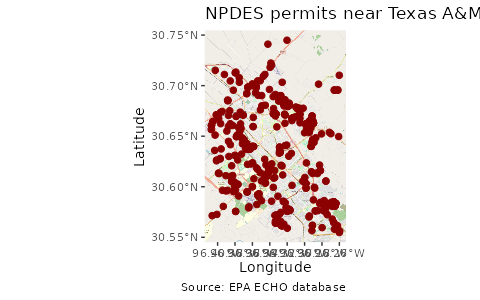 NPDES permits near Texas A&M
30.75°N
30.70°N
30.65°N
30.60°N
30.55°N
Latitude
Longitude
Source: EPA ECHO database